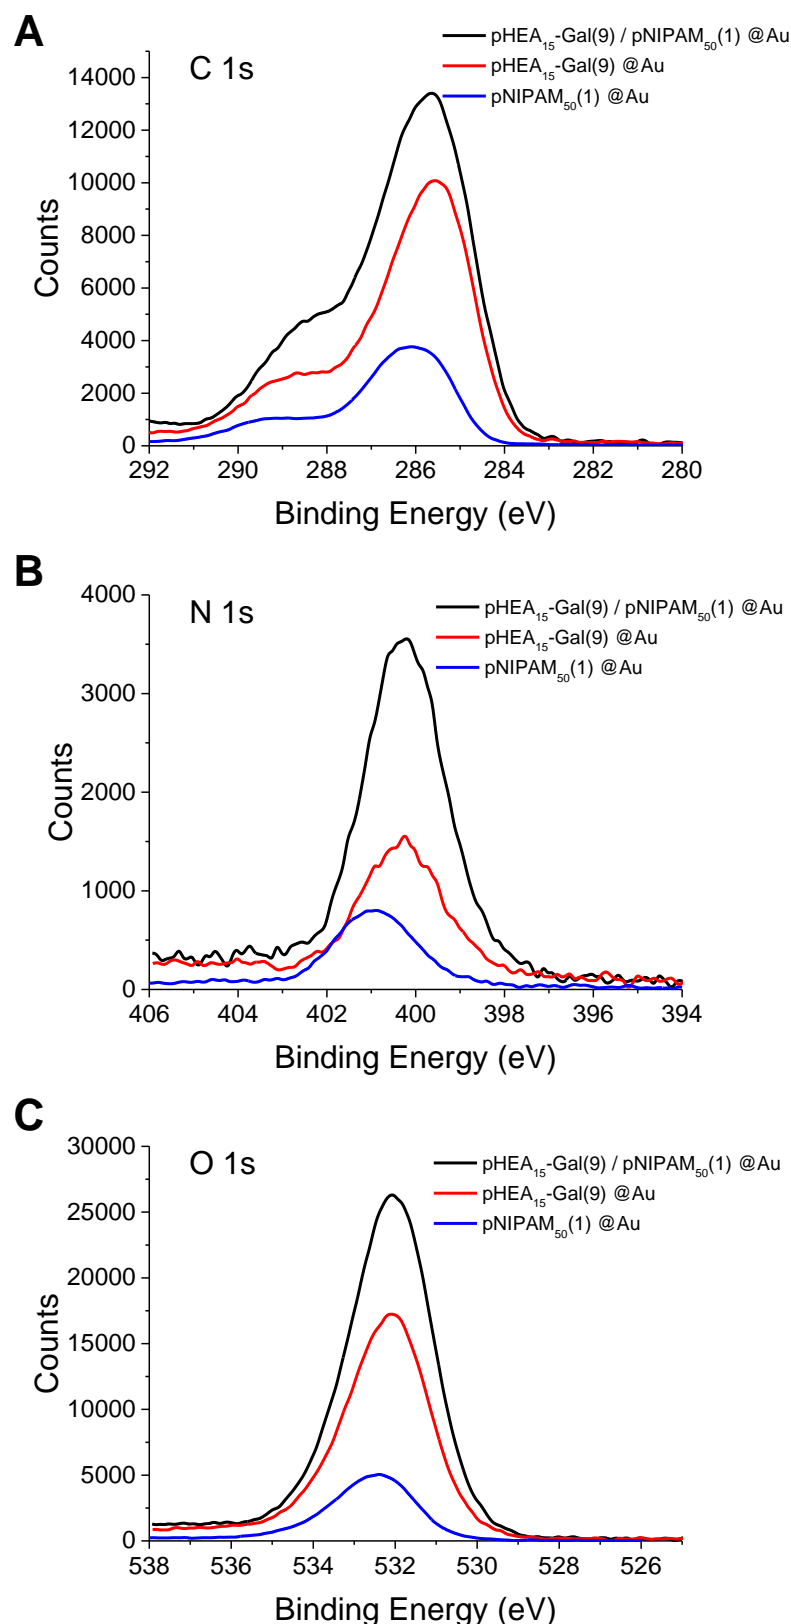 A
C 1s
pHEA15-Gal(9) / pNIPAM50(1) @Au
pHEA15-Gal(9) @Au
pNIPAM50(1) @Au
14000
12000
10000
8000
6000
4000
2000
0
Counts
292 290 288 286 284 282 280
Binding Energy (eV)
B
N 1s
pHEA15-Gal(9) / pNIPAM50(1) @Au
pHEA15-Gal(9) @Au
pNIPAM50(1) @Au
4000
3000
2000
1000
0
Counts
406 404 402 400 398 396 394
Binding Energy (eV)
C
O 1s
pHEA15-Gal(9) / pNIPAM50(1) @Au
pHEA15-Gal(9) @Au
pNIPAM50(1) @Au
30000
25000
20000
15000
10000
5000
0
Counts
538 536 534 532 530 528 526
Binding Energy (eV)